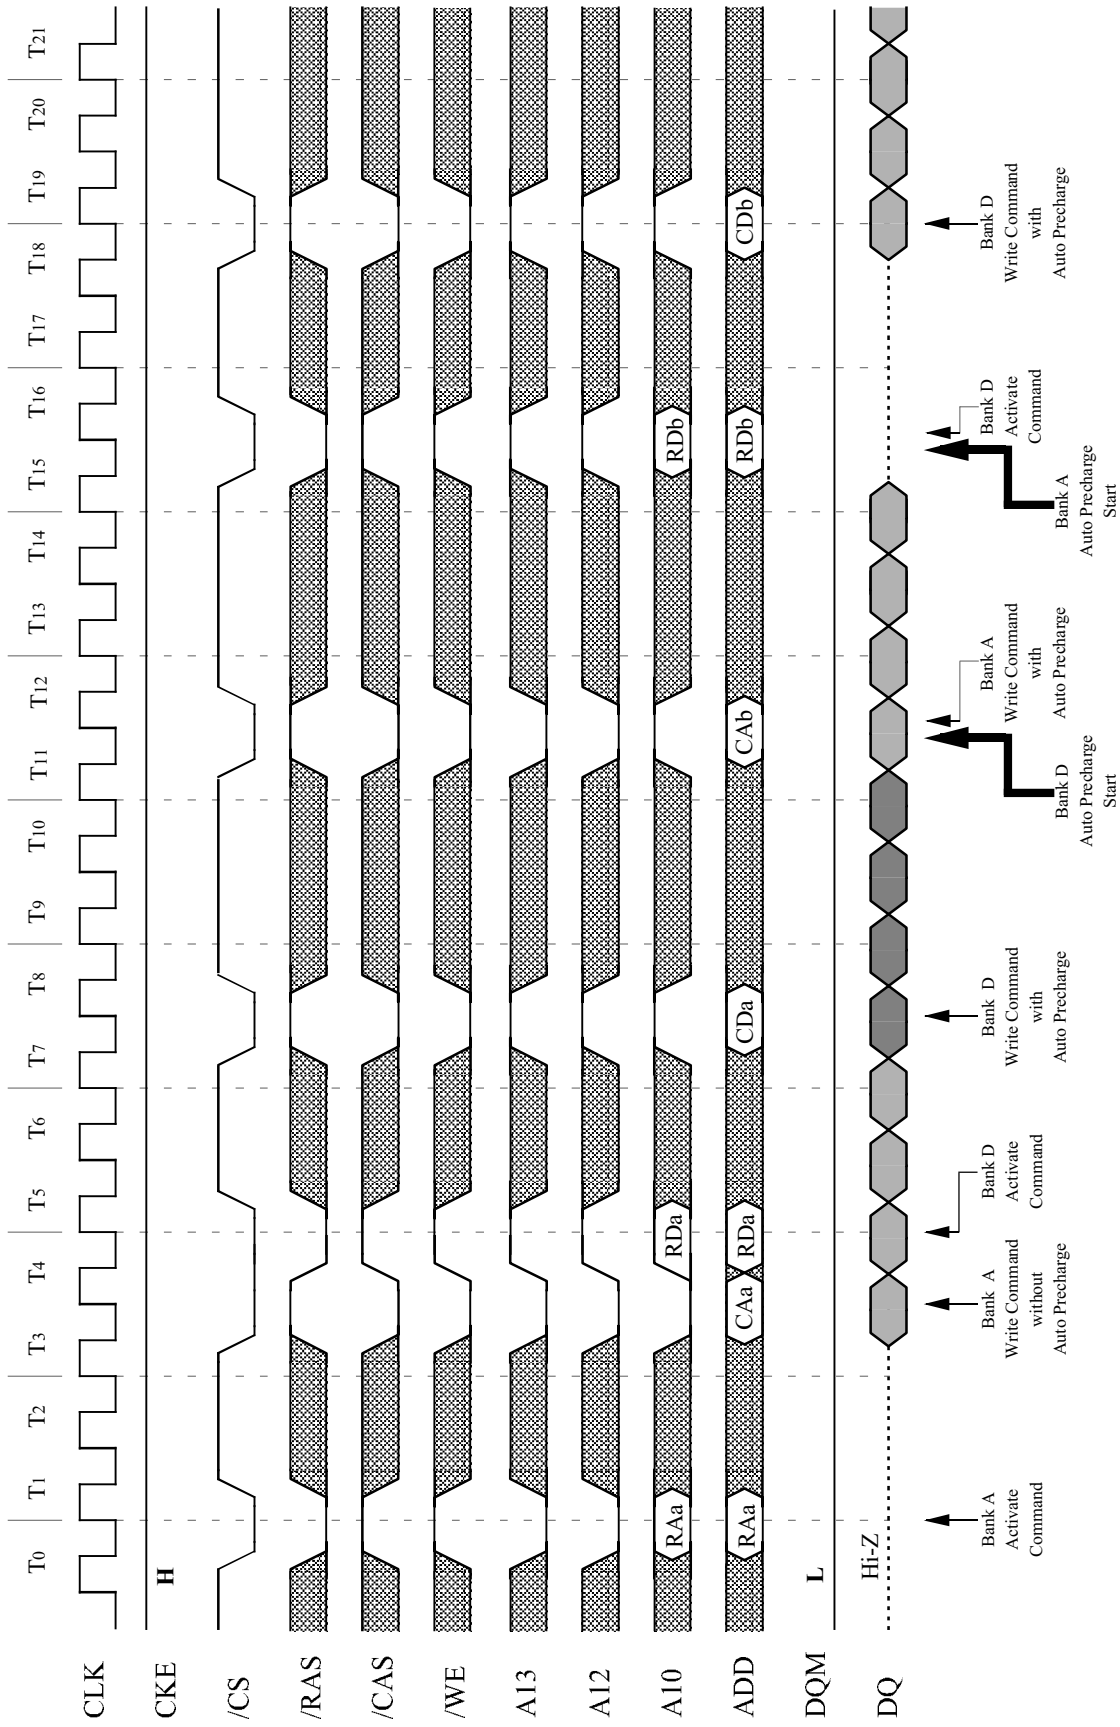 T0 T1 T2 T3 T4 T5 T6 T7 T8 T9 T10 T11 T12 T13 T14 T15 T16 T17 T18 T19 T20 T21
CLK
CKE
H
/CS
/RAS
/CAS
/WE
A13
A12
A10
RAa RDa RDb
ADD
RAa CAa RDa CDa CAb RDb CDb
DQM
L
DQ
Hi-Z
Bank A
Activate
Command
Bank A
Write Command
without
Auto Precharge
Bank D
Activate
Command
Bank D
Write Command
with
Auto Precharge
Bank D
Auto Precharge
Start
Bank A
Write Command
with
Auto Precharge
Bank A
Auto Precharge
Start
Bank D
Activate
Command
Bank D
Write Command
with
Auto Precharge